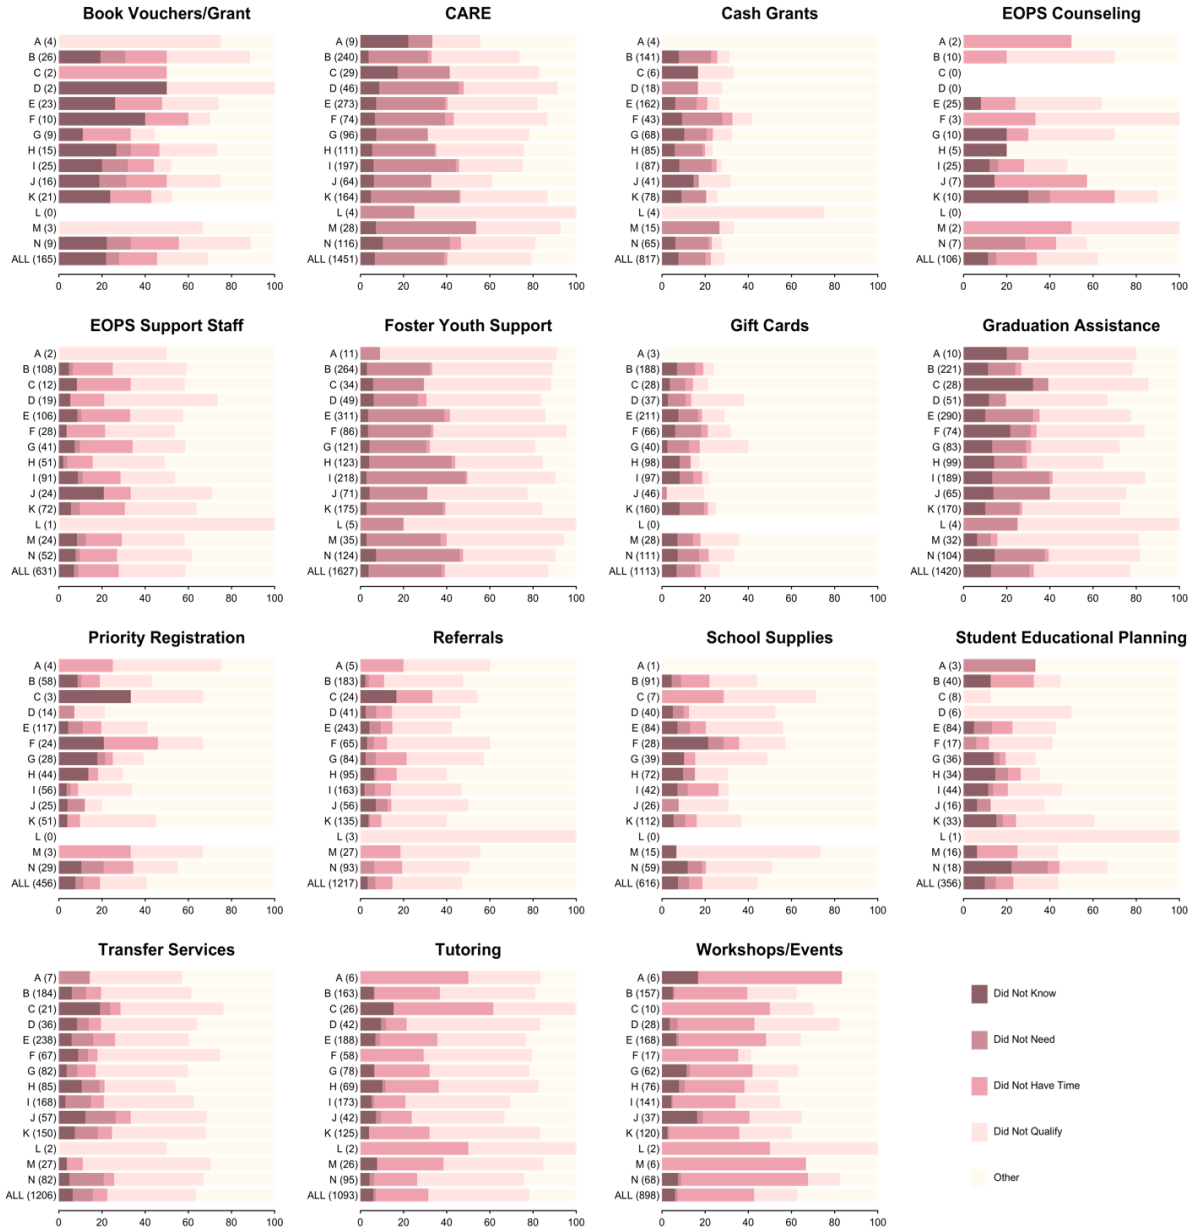 Book Vouchers/Grant
A (4)
B (26)
C (2)
D (2)
E (23)
F (10)
G (9)
H (15)
I (25)
J (16)
K (21)
L (0)
M (3)
N (9)
ALL (165)
0 20 40 60 80 100
CARE
A (9)
B (240)
C (29)
D (46)
E (273)
F (74)
G (96)
H (111)
I (197)
J (64)
K (164)
L (4)
M (28)
N (116)
ALL (1451)
0 20 40 60 80 100
Cash Grants
A (4)
B (141)
C (6)
D (18)
E (162)
F (43)
G (68)
H (85)
I (87)
J (41)
K (78)
L (4)
M (15)
N (65)
ALL (817)
0 20 40 60 80 100
EOPS Counseling
A (2)
B (10)
C (0)
D (0)
E (25)
F (3)
G (10)
H (5)
I (25)
J (7)
K (10)
L (0)
M (2)
N (7)
ALL (106)
0 20 40 60 80 100
EOPS Support Staff
A (2)
B (108)
C (12)
D (19)
E (106)
F (28)
G (41)
H (51)
I (91)
J (24)
K (72)
L (1)
M (24)
N (52)
ALL (631)
0 20 40 60 80 100
Foster Youth Support
A (11)
B (264)
C (34)
D (49)
E (311)
F (86)
G (121)
H (123)
I (218)
J (71)
K (175)
L (5)
M (35)
N (124)
ALL (1627)
0 20 40 60 80 100
Gift Cards
A (3)
B (188)
C (28)
D (37)
E (211)
F (66)
G (40)
H (98)
I (97)
J (46)
K (160)
L (0)
M (28)
N (111)
ALL (1113)
0 20 40 60 80 100
Graduation Assistance
A (10)
B (221)
C (28)
D (51)
E (290)
F (74)
G (83)
H (99)
I (189)
J (65)
K (170)
L (4)
M (32)
N (104)
ALL (1420)
0 20 40 60 80 100
Priority Registration
A (4)
B (58)
C (3)
D (14)
E (117)
F (24)
G (28)
H (44)
I (56)
J (25)
K (51)
L (0)
M (3)
N (29)
ALL (456)
0 20 40 60 80 100
Referrals
A (5)
B (183)
C (24)
D (41)
E (243)
F (65)
G (84)
H (95)
I (163)
J (56)
K (135)
L (3)
M (27)
N (93)
ALL (1217)
0 20 40 60 80 100
School Supplies
A (1)
B (91)
C (7)
D (40)
E (84)
F (28)
G (39)
H (72)
I (42)
J (26)
K (112)
L (0)
M (15)
N (59)
ALL (616)
0 20 40 60 80 100
Student Educational Planning
A (3)
B (40)
C (8)
D (6)
E (84)
F (17)
G (36)
H (34)
I (44)
J (16)
K (33)
L (1)
M (16)
N (18)
ALL (356)
0 20 40 60 80 100
Transfer Services
A (7)
B (184)
C (21)
D (36)
E (238)
F (67)
G (82)
H (85)
I (168)
J (57)
K (150)
L (2)
M (27)
N (82)
ALL (1206)
0 20 40 60 80 100
Tutoring
A (6)
B (163)
C (26)
D (42)
E (188)
F (58)
G (78)
H (69)
I (173)
J (42)
K (125)
L (2)
M (26)
N (95)
ALL (1093)
0 20 40 60 80 100
Workshops/Events
A (6)
B (157)
C (10)
D (28)
E (168)
F (17)
G (62)
H (76)
I (141)
J (37)
K (120)
L (2)
M (6)
N (68)
ALL (898)
0 20 40 60 80 100
Did Not Know
Did Not Need
Did Not Have Time
Did Not Qualify
Other